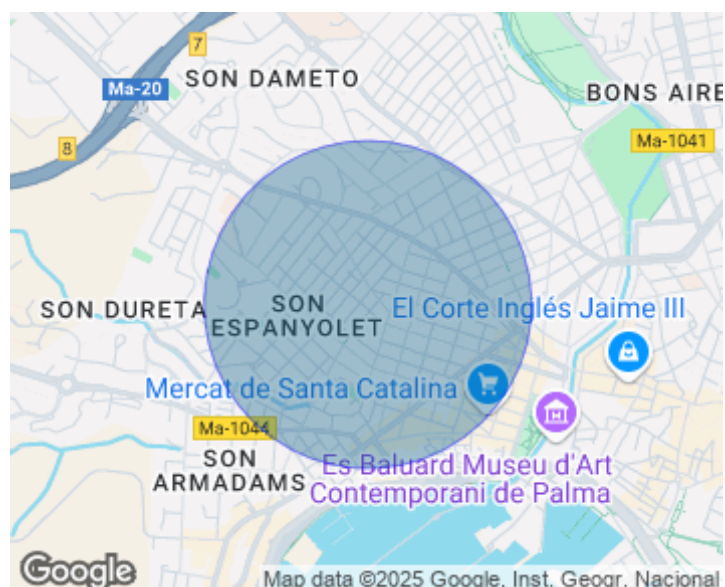 7
SON DAMETO
Ma-20
BONS AIRE
8
Ma-1041
SON DURETA
SON
ESPANYOLET
El Corte Inglés Jaime III
Mercat de Santa Catalina
Ma-1044
SON
ARMADAMS
Es Baluard Museu d'Art
Contemporani de Palma
Google
Map data ©2025 Google, Inst. Geogr. Nacional